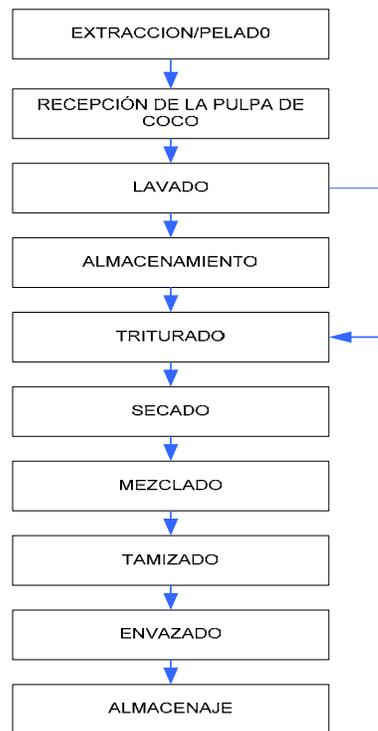 EXTRACCION/PELAD0
RECEPCIÓN DE LA PULPA DE
COCO
LAVADO
ALMACENAMIENTO
TRITURADO
SECADO
MEZCLADO
TAMIZADO
ENVAZADO
ALMACENAJE